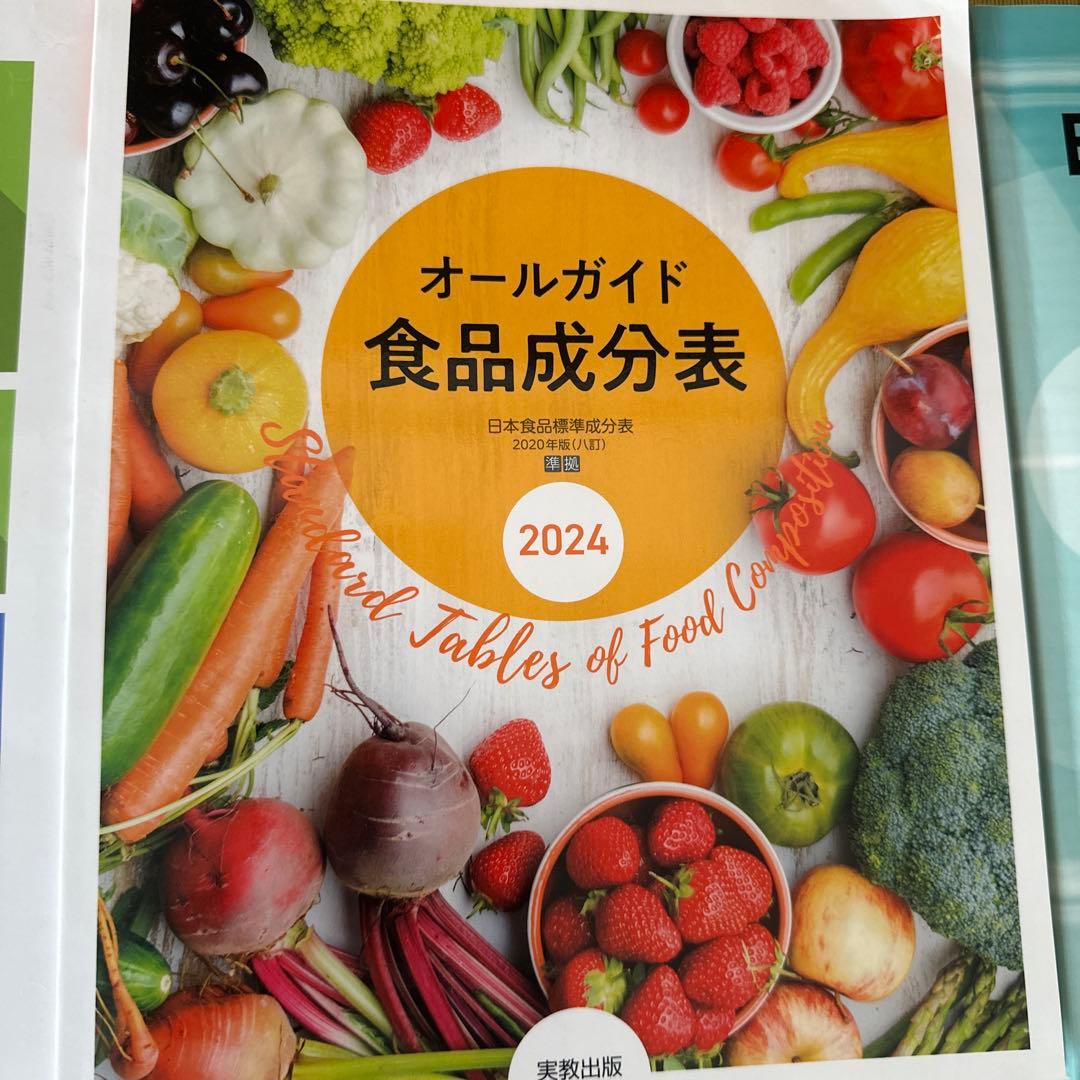 オールガイド
食品成分表
日本食品標準成分表
2020年版(八訂)
準拠
2024
Standard Tables of Food Composition
実教出版